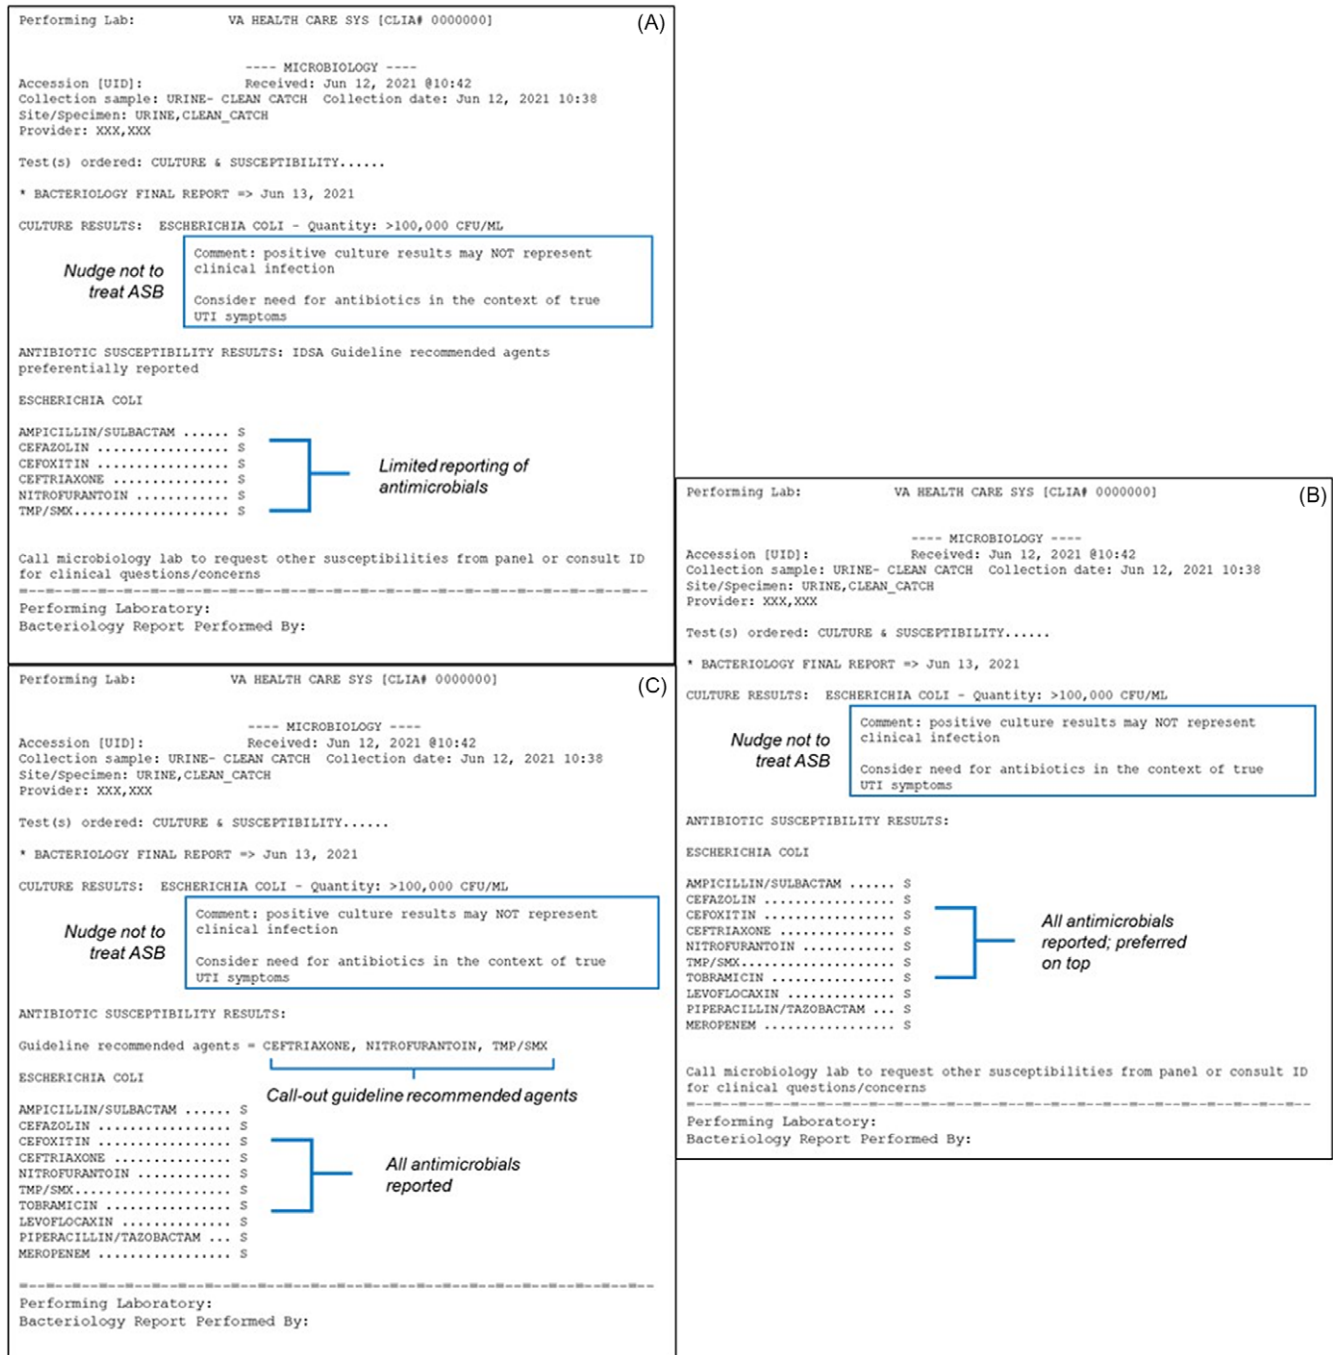 (A)
Performing Lab: VA HEALTH CARE SYS [CLIA# 0000000]
---- MICROBIOLOGY ----
Accession [UID]: Received: Jun 12, 2021 @10:42
Collection sample: URINE- CLEAN CATCH Collection date: Jun 12, 2021 10:38
Site/Specimen: URINE,CLEAN_CATCH
Provider: XXX,XXX
Test(s) ordered: CULTURE & SUSCEPTIBILITY......
* BACTERIOLOGY FINAL REPORT => Jun 13, 2021
CULTURE RESULTS: ESCHERICHIA COLI - Quantity: >100,000 CFU/ML
Nudge not to
treat ASB
Comment: positive culture results may NOT represent
clinical infection
Consider need for antibiotics in the context of true
UTI symptoms
ANTIBIOTIC SUSCEPTIBILITY RESULTS: IDSA Guideline recommended agents
preferentially reported
ESCHERICHIA COLI
AMPICILLIN/SULBACTAM ...... S
CEFAZOLIN ................. S
CEFOXITIN ................. S
CEFTRIAXONE ............... S
NITROFURANTOIN ............ S
TMP/SMX.................... S
Limited reporting of
antimicrobials
Call microbiology lab to request other susceptibilities from panel or consult ID
for clinical questions/concerns
=--=--=--=--=--=--=--=--=--=--=--=--=--=--=--=--=--=--=--=--=--=--=--=--
Performing Laboratory:
Bacteriology Report Performed By:
(B)
Performing Lab: VA HEALTH CARE SYS [CLIA# 0000000]
---- MICROBIOLOGY ----
Accession [UID]: Received: Jun 12, 2021 @10:42
Collection sample: URINE- CLEAN CATCH Collection date: Jun 12, 2021 10:38
Site/Specimen: URINE,CLEAN_CATCH
Provider: XXX,XXX
Test(s) ordered: CULTURE & SUSCEPTIBILITY......
* BACTERIOLOGY FINAL REPORT => Jun 13, 2021
CULTURE RESULTS: ESCHERICHIA COLI - Quantity: >100,000 CFU/ML
Nudge not to
treat ASB
Comment: positive culture results may NOT represent
clinical infection
Consider need for antibiotics in the context of true
UTI symptoms
ANTIBIOTIC SUSCEPTIBILITY RESULTS:
ESCHERICHIA COLI
AMPICILLIN/SULBACTAM ...... S
CEFAZOLIN ................. S
CEFOXITIN ................. S
CEFTRIAXONE ............... S
NITROFURANTOIN ............ S
TMP/SMX.................... S
TOBRAMICIN ................ S
LEVOFLOCAXIN .............. S
PIPERACILLIN/TAZOBACTAM ... S
MEROPENEM ................. S
All antimicrobials
reported; preferred
on top
Call microbiology lab to request other susceptibilities from panel or consult ID
for clinical questions/concerns
=--=--=--=--=--=--=--=--=--=--=--=--=--=--=--=--=--=--=--=--=--=--=--=--
Performing Laboratory:
Bacteriology Report Performed By:
(C)
Performing Lab: VA HEALTH CARE SYS [CLIA# 0000000]
---- MICROBIOLOGY ----
Accession [UID]: Received: Jun 12, 2021 @10:42
Collection sample: URINE- CLEAN CATCH Collection date: Jun 12, 2021 10:38
Site/Specimen: URINE,CLEAN_CATCH
Provider: XXX,XXX
Test(s) ordered: CULTURE & SUSCEPTIBILITY......
* BACTERIOLOGY FINAL REPORT => Jun 13, 2021
CULTURE RESULTS: ESCHERICHIA COLI - Quantity: >100,000 CFU/ML
Nudge not to
treat ASB
Comment: positive culture results may NOT represent
clinical infection
Consider need for antibiotics in the context of true
UTI symptoms
ANTIBIOTIC SUSCEPTIBILITY RESULTS:
Guideline recommended agents = CEFTRIAXONE, NITROFURANTOIN, TMP/SMX
Call-out guideline recommended agents
ESCHERICHIA COLI
AMPICILLIN/SULBACTAM ...... S
CEFAZOLIN ................. S
CEFOXITIN ................. S
CEFTRIAXONE ............... S
NITROFURANTOIN ............ S
TMP/SMX.................... S
TOBRAMICIN ................ S
LEVOFLOCAXIN .............. S
PIPERACILLIN/TAZOBACTAM ... S
MEROPENEM ................. S
All antimicrobials
reported
=--=--=--=--=--=--=--=--=--=--=--=--=--=--=--=--=--=--=--=--=--=--=--=--
Performing Laboratory:
Bacteriology Report Performed By: